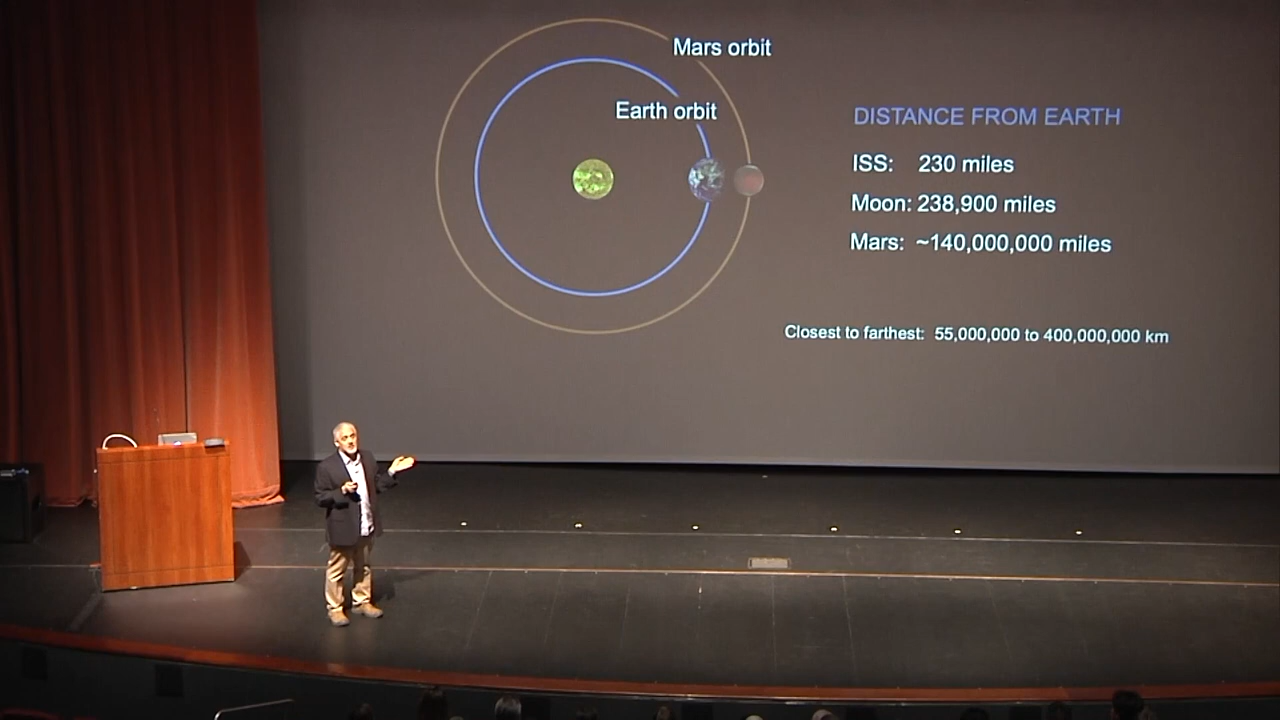 Mars orbit
Earth orbit
DISTANCE FROM EARTH
ISS: 230 miles
Moon: 238,900 miles
Mars: ~140,000,000 miles
Closest to farthest: 55,000,000 to 400,000,000 km